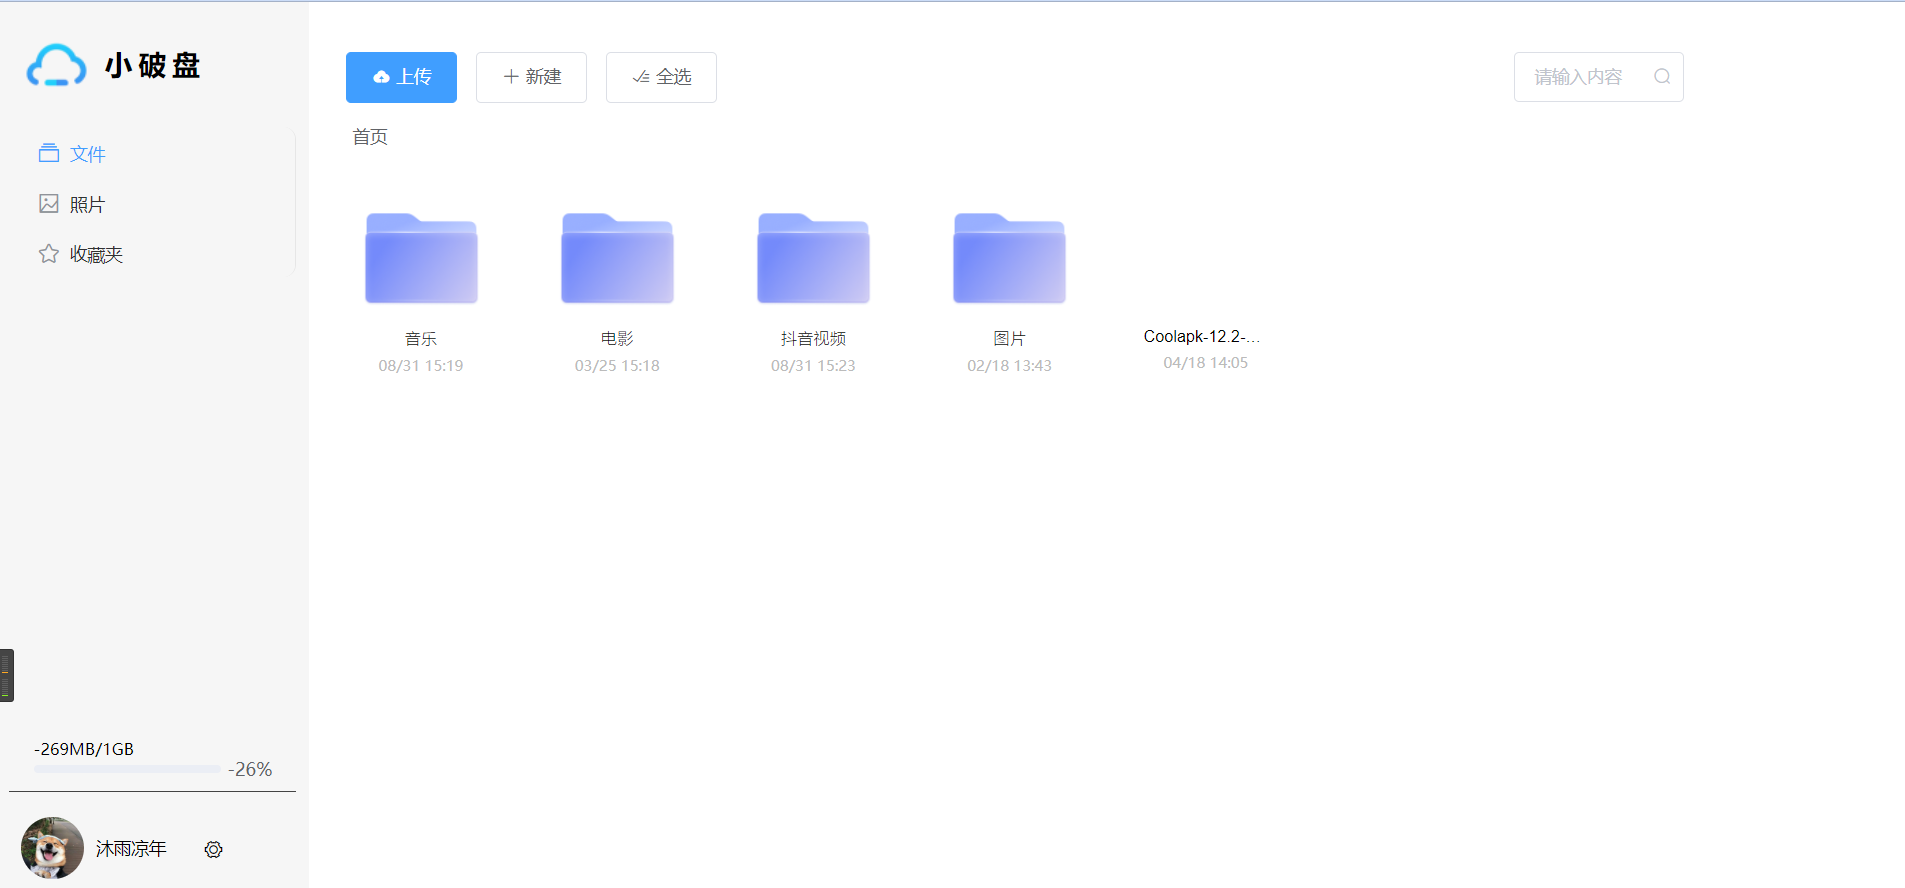 小破盘
上传
新建
全选
请输入内容
首页
文件
照片
收藏夹
音乐
08/31 15:19
电影
03/25 15:18
抖音视频
08/31 15:23
图片
02/18 13:43
Coolapk-12.2-...
04/18 14:05
-269MB/1GB
-26%
沐雨凉年